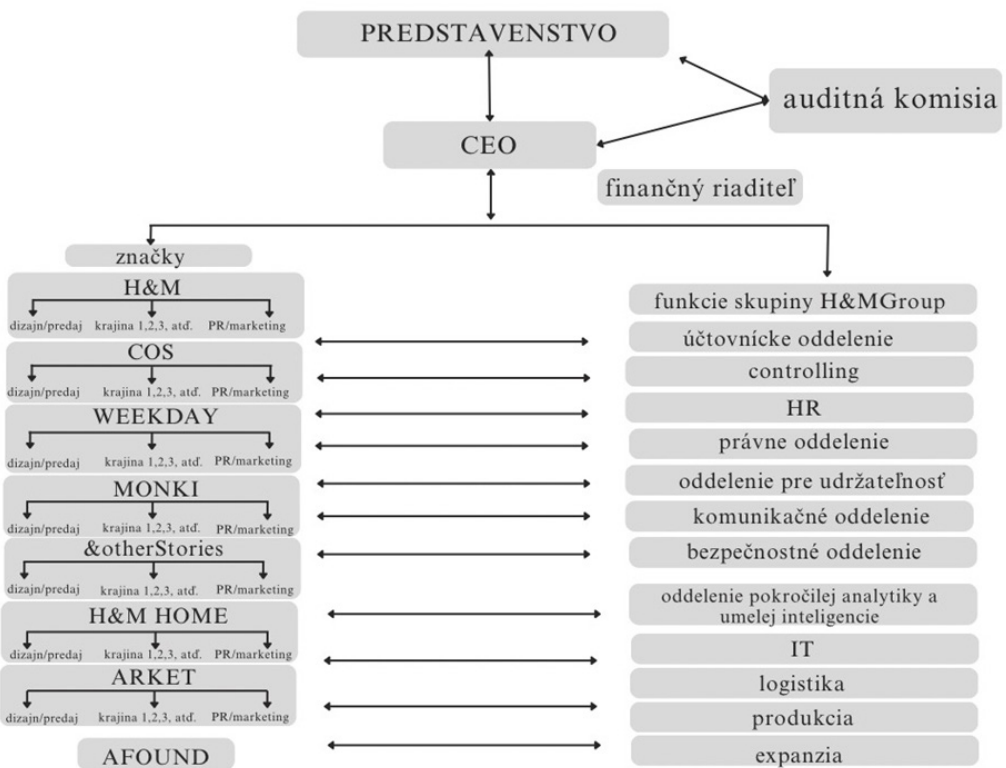 PREDSTAVENSTVO
auditná komisia
CEO
finančný riaditeľ
značky
H&M
dizajn/predaj krajina 1,2,3, atď. PR/marketing
COS
dizajn/predaj krajina 1,2,3, atď. PR/marketing
WEEKDAY
dizajn/predaj krajina 1,2,3, atď. PR/marketing
MONKI
dizajn/predaj krajina 1,2,3, atď. PR/marketing
&otherStories
dizajn/predaj krajina 1,2,3, atď. PR/marketing
H&M HOME
dizajn/predaj krajina 1,2,3, atď. PR/marketing
ARKET
dizajn/predaj krajina 1,2,3, atď. PR/marketing
AFOUND
funkcie skupiny H&MGroup
účtovnícke oddelenie
controlling
HR
právne oddelenie
oddelenie pre udržateľnosť
komunikačné oddelenie
bezpečnostné oddelenie
oddelenie pokročilej analytiky a
umelej inteligencie
IT
logistika
produkcia
expanzia